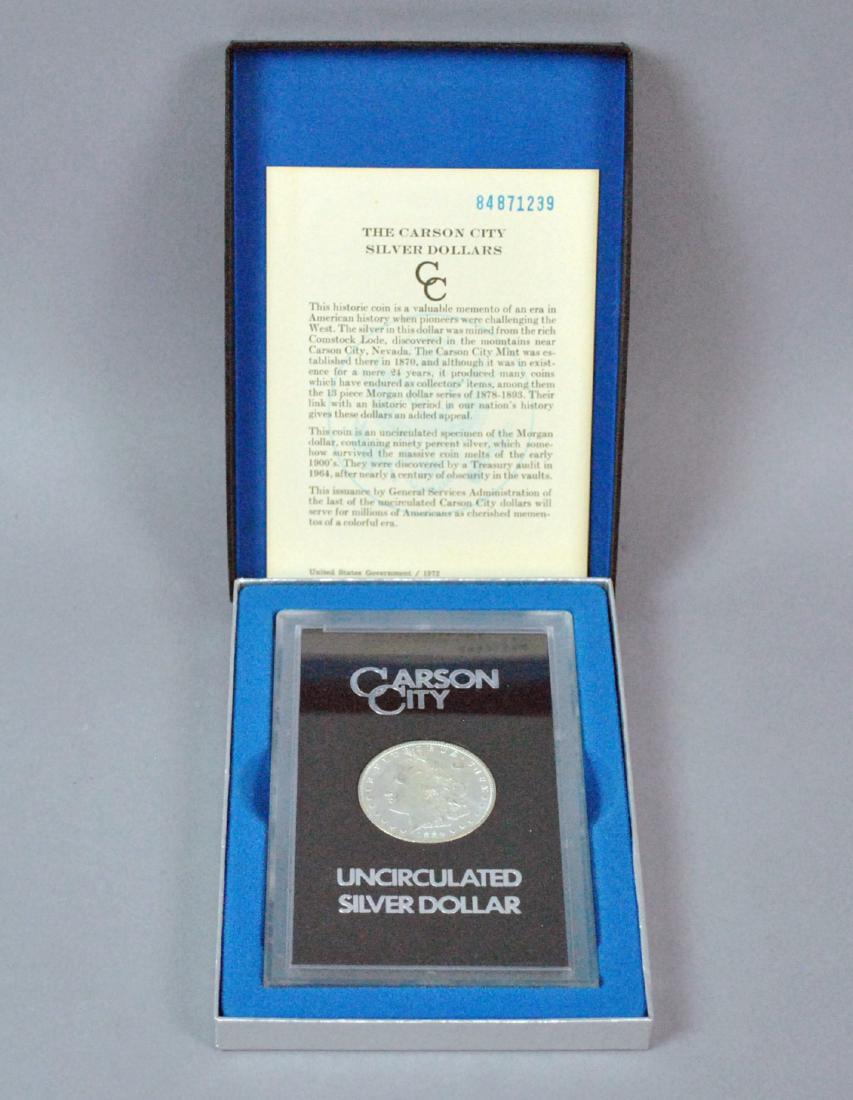 84871239
THE CARSON CITY
SILVER DOLLARS
CC
This historic coin is a valuable memento of an era in
American history when pioneers were challenging the
West. The silver in this dollar was mined from the rich
Comstock Lode, discovered in the mountains near
Carson City, Nevada. The Carson City Mint was es-
tablished there in 1870, and although it was in exist-
ence for a mere 24 years, it produced many coins
which have endured as collectors' items, among them
the 13 piece Morgan dollar series of 1878-1893. Their
link with an historic period in our nation's history
gives these dollars an added appeal.
This coin is an uncirculated specimen of the Morgan
dollar, containing ninety percent silver, which some-
how survived the massive coin melts of the early
1900's. They were discovered by a Treasury audit in
1964, after nearly a century of obscurity in the vaults.
This issuance by General Services Administration of
the last of the uncirculated Carson City dollars will
serve for millions of Americans as cherished memen-
tos of a colorful era.
United States Government / 1972
CARSON
CITY
UNCIRCULATED
SILVER DOLLAR